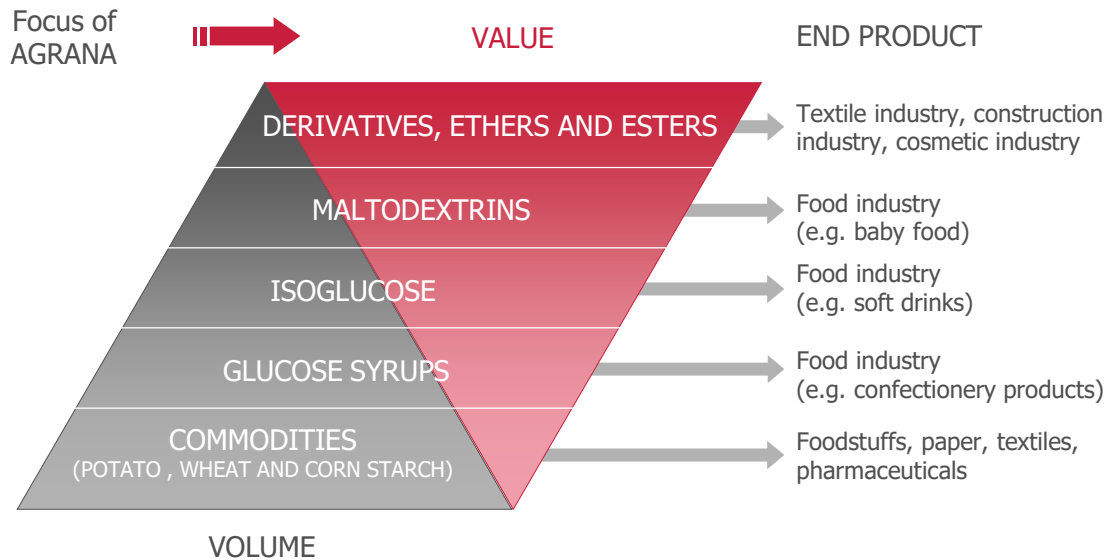 Focus of
AGRANA
VALUE
END PRODUCT
DERIVATIVES, ETHERS AND ESTERS
Textile industry, construction
industry, cosmetic industry
MALTODEXTRINS
Food industry
(e.g. baby food)
ISOGLUCOSE
Food industry
(e.g. soft drinks)
GLUCOSE SYRUPS
Food industry
(e.g. confectionery products)
COMMODITIES
(POTATO , WHEAT AND CORN STARCH)
Foodstuffs, paper, textiles,
pharmaceuticals
VOLUME